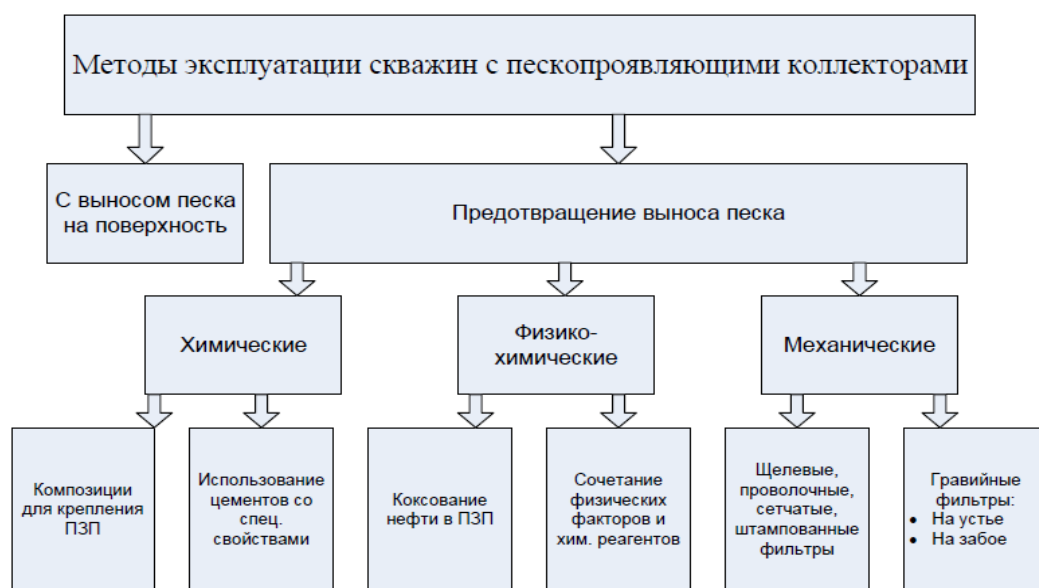 Методы эксплуатации скважин с пескопроявляющими коллекторами
С выносом песка
на поверхность
Предотвращение выноса песка
Химические
Физико-
химические
Механические
Композиции
для крепления
ПЗП
Использование
цементов со
спец.
свойствами
Коксование
нефти в ПЗП
Сочетание
физических
факторов и
хим. реагентов
Щелевые,
проволочные,
сетчатые,
штампованные
фильтры
Гравийные
фильтры:
• На устье
• На забое